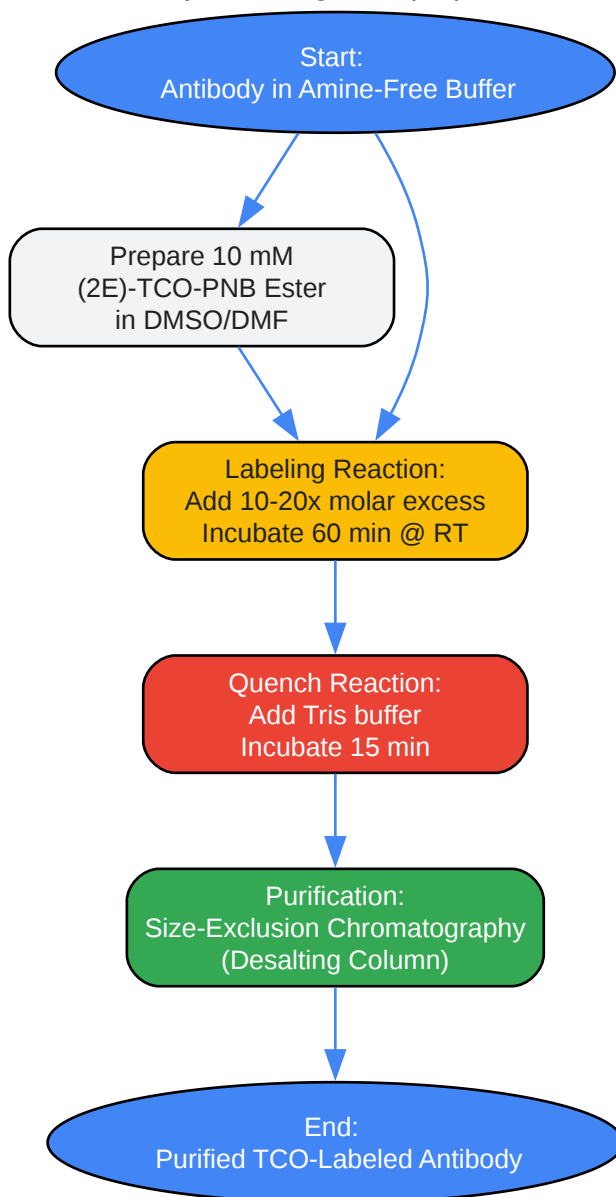 Start:
Antibody in Amine-Free Buffer
Prepare 10 mM
(2E)-TCO-PNB Ester
in DMSO/DMF
Labeling Reaction:
Add 10-20x molar excess
Incubate 60 min @ RT
Quench Reaction:
Add Tris buffer
Incubate 15 min
Purification:
Size-Exclusion Chromatography
(Desalting Column)
End:
Purified TCO-Labeled Antibody